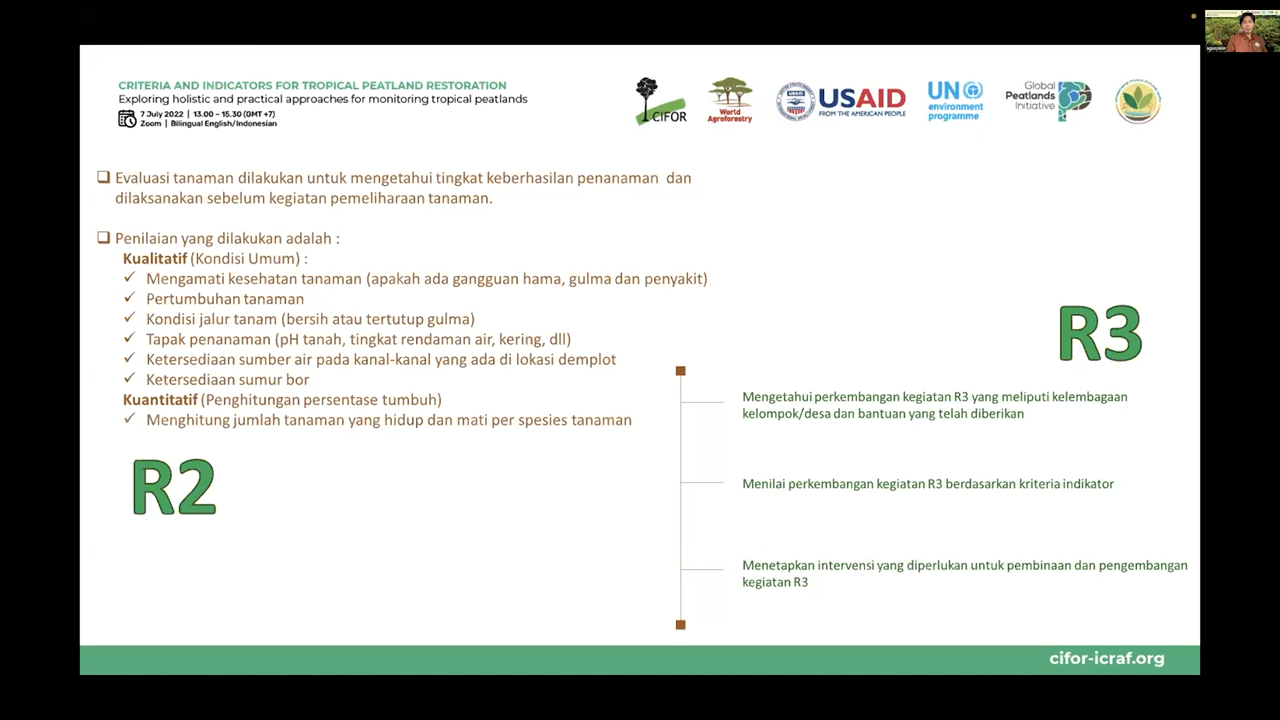 CRITERIA AND INDICATORS FOR TROPICAL PEATLAND RESTORATION
Exploring holistic and practical approaches for monitoring tropical peatlands
7 July 2022 | 13.00 – 15.30 (GMT +7)
Zoom | Bilingual English/Indonesian
CIFOR
World
Agroforestry
USAID
FROM THE AMERICAN PEOPLE
UN
environment
programme
Global
Peatlands
Initiative
Evaluasi tanaman dilakukan untuk mengetahui tingkat keberhasilan penanaman dan
dilaksanakan sebelum kegiatan pemeliharaan tanaman.
Penilaian yang dilakukan adalah :
Kualitatif (Kondisi Umum) :
Mengamati kesehatan tanaman (apakah ada gangguan hama, gulma dan penyakit)
Pertumbuhan tanaman
Kondisi jalur tanam (bersih atau tertutup gulma)
Tapak penanaman (pH tanah, tingkat rendaman air, kering, dll)
Ketersediaan sumber air pada kanal-kanal yang ada di lokasi demplot
Ketersediaan sumur bor
Kuantitatif (Penghitungan persentase tumbuh)
Menghitung jumlah tanaman yang hidup dan mati per spesies tanaman
R2
R3
Mengetahui perkembangan kegiatan R3 yang meliputi kelembagaan
kelompok/desa dan bantuan yang telah diberikan
Menilai perkembangan kegiatan R3 berdasarkan kriteria indikator
Menetapkan intervensi yang diperlukan untuk pembinaan dan pengembangan
kegiatan R3
cifor-icraf.org